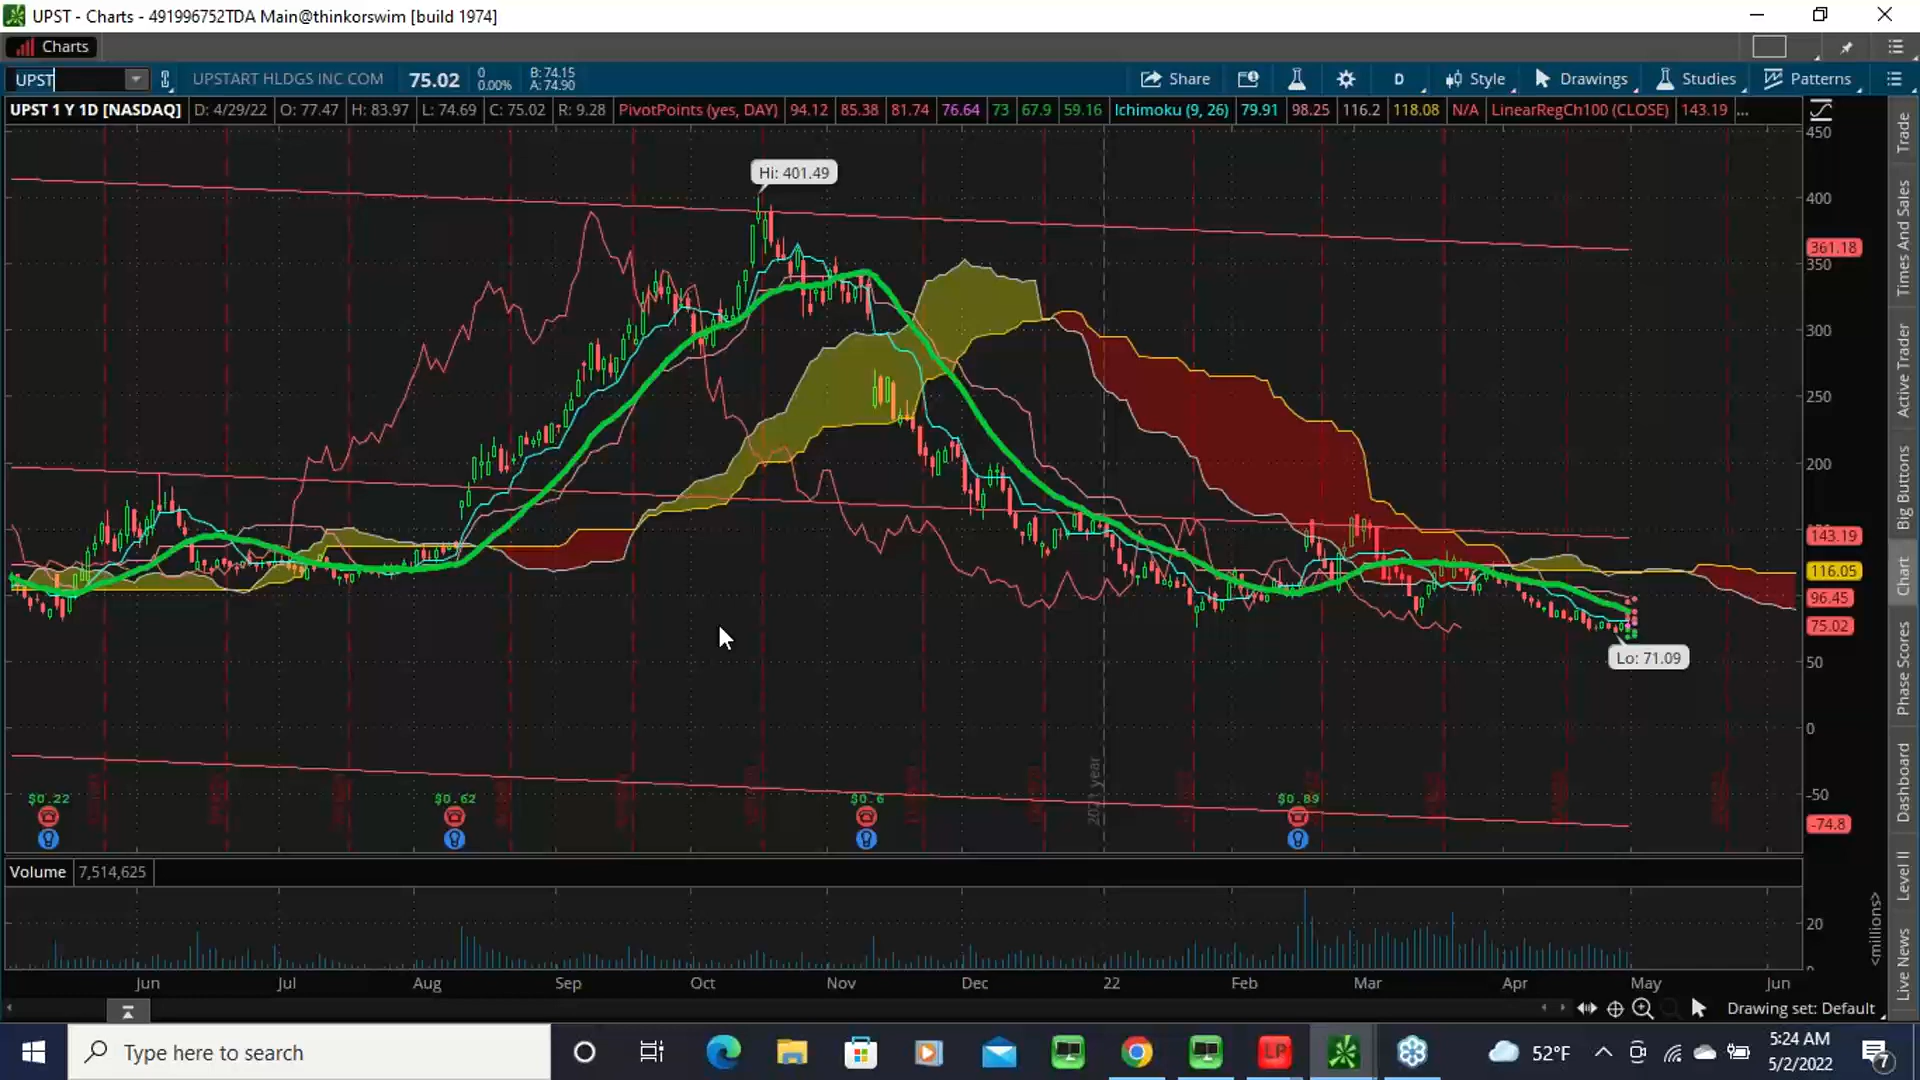 UPST - Charts - 491996752TDA Main@thinkorswim [build 1974]
Charts
UPST
UPSTART HLDGS INC COM
75.02
0
0.00%
B: 74.15
A: 74.90
Share
D
Style
Drawings
Studies
Patterns
UPST 1 Y 1D [NASDAQ]
D: 4/29/22
O: 77.47
H: 83.97
L: 74.69
C: 75.02
R: 9.28
PivotPoints (yes, DAY)
94.12
85.38
81.74
76.64
73
67.9
59.16
Ichimoku (9, 26)
79.91
98.25
116.2
118.08
N/A
LinearRegCh100 (CLOSE)
143.19
...
Hi: 401.49
Lo: 71.09
450
400
361.18
350
300
250
200
143.19
116.05
96.45
75.02
50
0
-50
-74.8
$0.22
$0.62
$0.6
$0.89
Volume
7,514,625
20
<millions>
Jun
Jul
Aug
Sep
Oct
Nov
Dec
22
Feb
Mar
Apr
May
Jun
Trade
Times And Sales
Active Trader
Big Buttons
Chart
Phase Scores
Dashboard
Level II
Live News
Drawing set: Default
Type here to search
LP
52°F
5:24 AM
5/2/2022
7